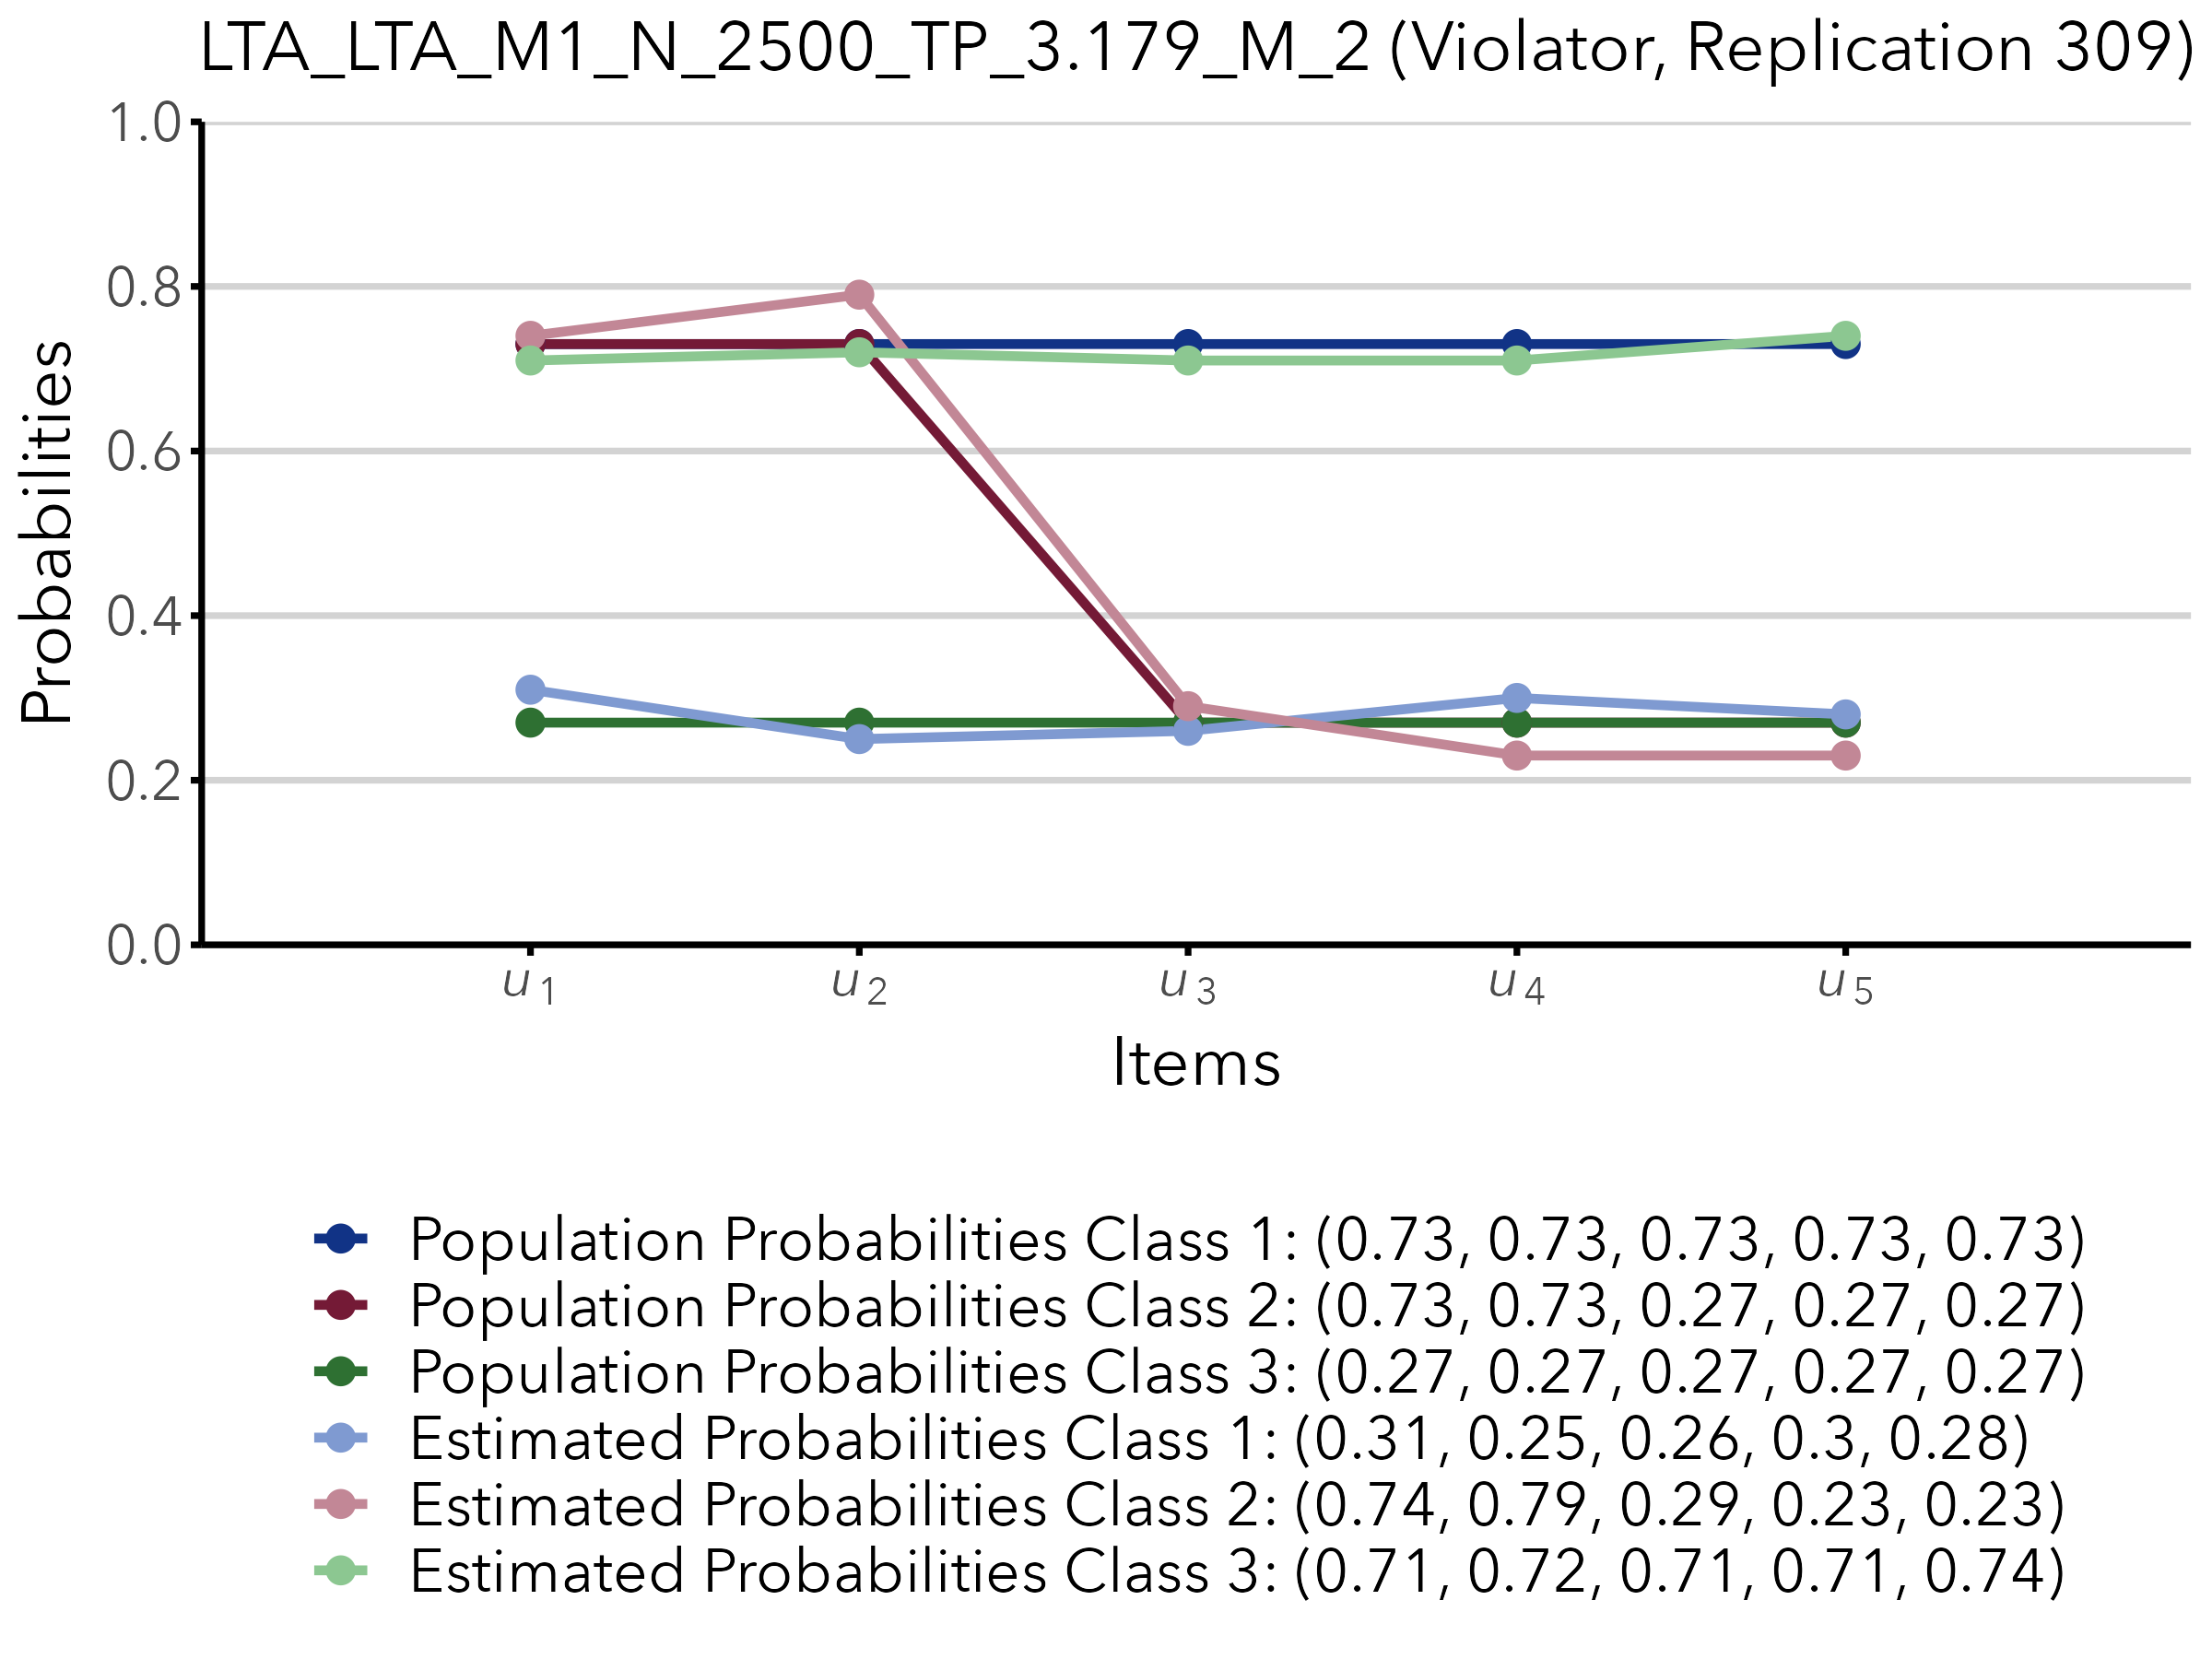 LTA_LTA_M1_N_2500_TP_3.179_M_2 (Violator, Replication 309)
1.0
0.8
0.6
0.4
0.2
0.0
Probabilities
u1 u2 u3 u4 u5
Items
Population Probabilities Class 1: (0.73, 0.73, 0.73, 0.73, 0.73)
Population Probabilities Class 2: (0.73, 0.73, 0.27, 0.27, 0.27)
Population Probabilities Class 3: (0.27, 0.27, 0.27, 0.27, 0.27)
Estimated Probabilities Class 1: (0.31, 0.25, 0.26, 0.3, 0.28)
Estimated Probabilities Class 2: (0.74, 0.79, 0.29, 0.23, 0.23)
Estimated Probabilities Class 3: (0.71, 0.72, 0.71, 0.71, 0.74)